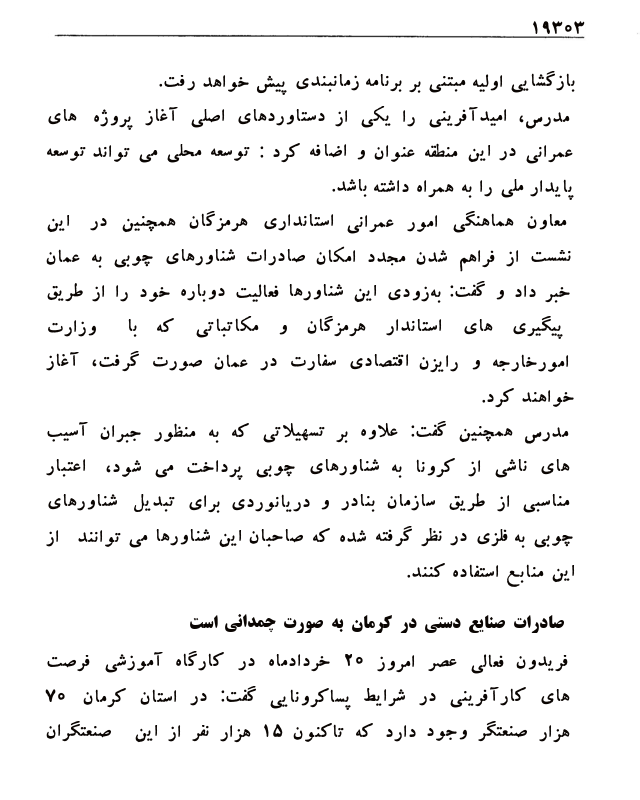 ۱۹۳۰۳
بازگشایی اولیه مبتنی بر برنامه زمانبندی پیش خواهد رفت.
مدرس، امیدآفرینی را یکی از دستاوردهای اصلی آغاز پروژه های
عمرانی در این منطقه عنوان و اضافه کرد : توسعه محلی می تواند توسعه
پایدار ملی را به همراه داشته باشد.
معاون هماهنگی امور عمرانی استانداری هرمزگان همچنین در این
نشست از فراهم شدن مجدد امکان صادرات شناورهای چوبی به عمان
خبر داد و گفت: به‌زودی این شناورها فعالیت دوباره خود را از طریق
پیگیری های استاندار هرمزگان و مکاتباتی که با وزارت
امورخارجه و رایزن اقتصادی سفارت در عمان صورت گرفت، آغاز
خواهند کرد.
مدرس همچنین گفت: علاوه بر تسهیلاتی که به منظور جبران آسیب
های ناشی از کرونا به شناورهای چوبی پرداخت می شود، اعتبار
مناسبی از طریق سازمان بنادر و دریانوردی برای تبدیل شناورهای
چوبی به فلزی در نظر گرفته شده که صاحبان این شناورها می توانند از
این منابع استفاده کنند.
صادرات صنایع دستی در کرمان به صورت چمدانی است
فریدون فعالی عصر امروز ۲۰ خردادماه در کارگاه آموزشی فرصت
های کارآفرینی در شرایط پساکرونایی گفت: در استان کرمان ۷۰
هزار صنعتگر وجود دارد که تاکنون ۱۵ هزار نفر از این صنعتگران